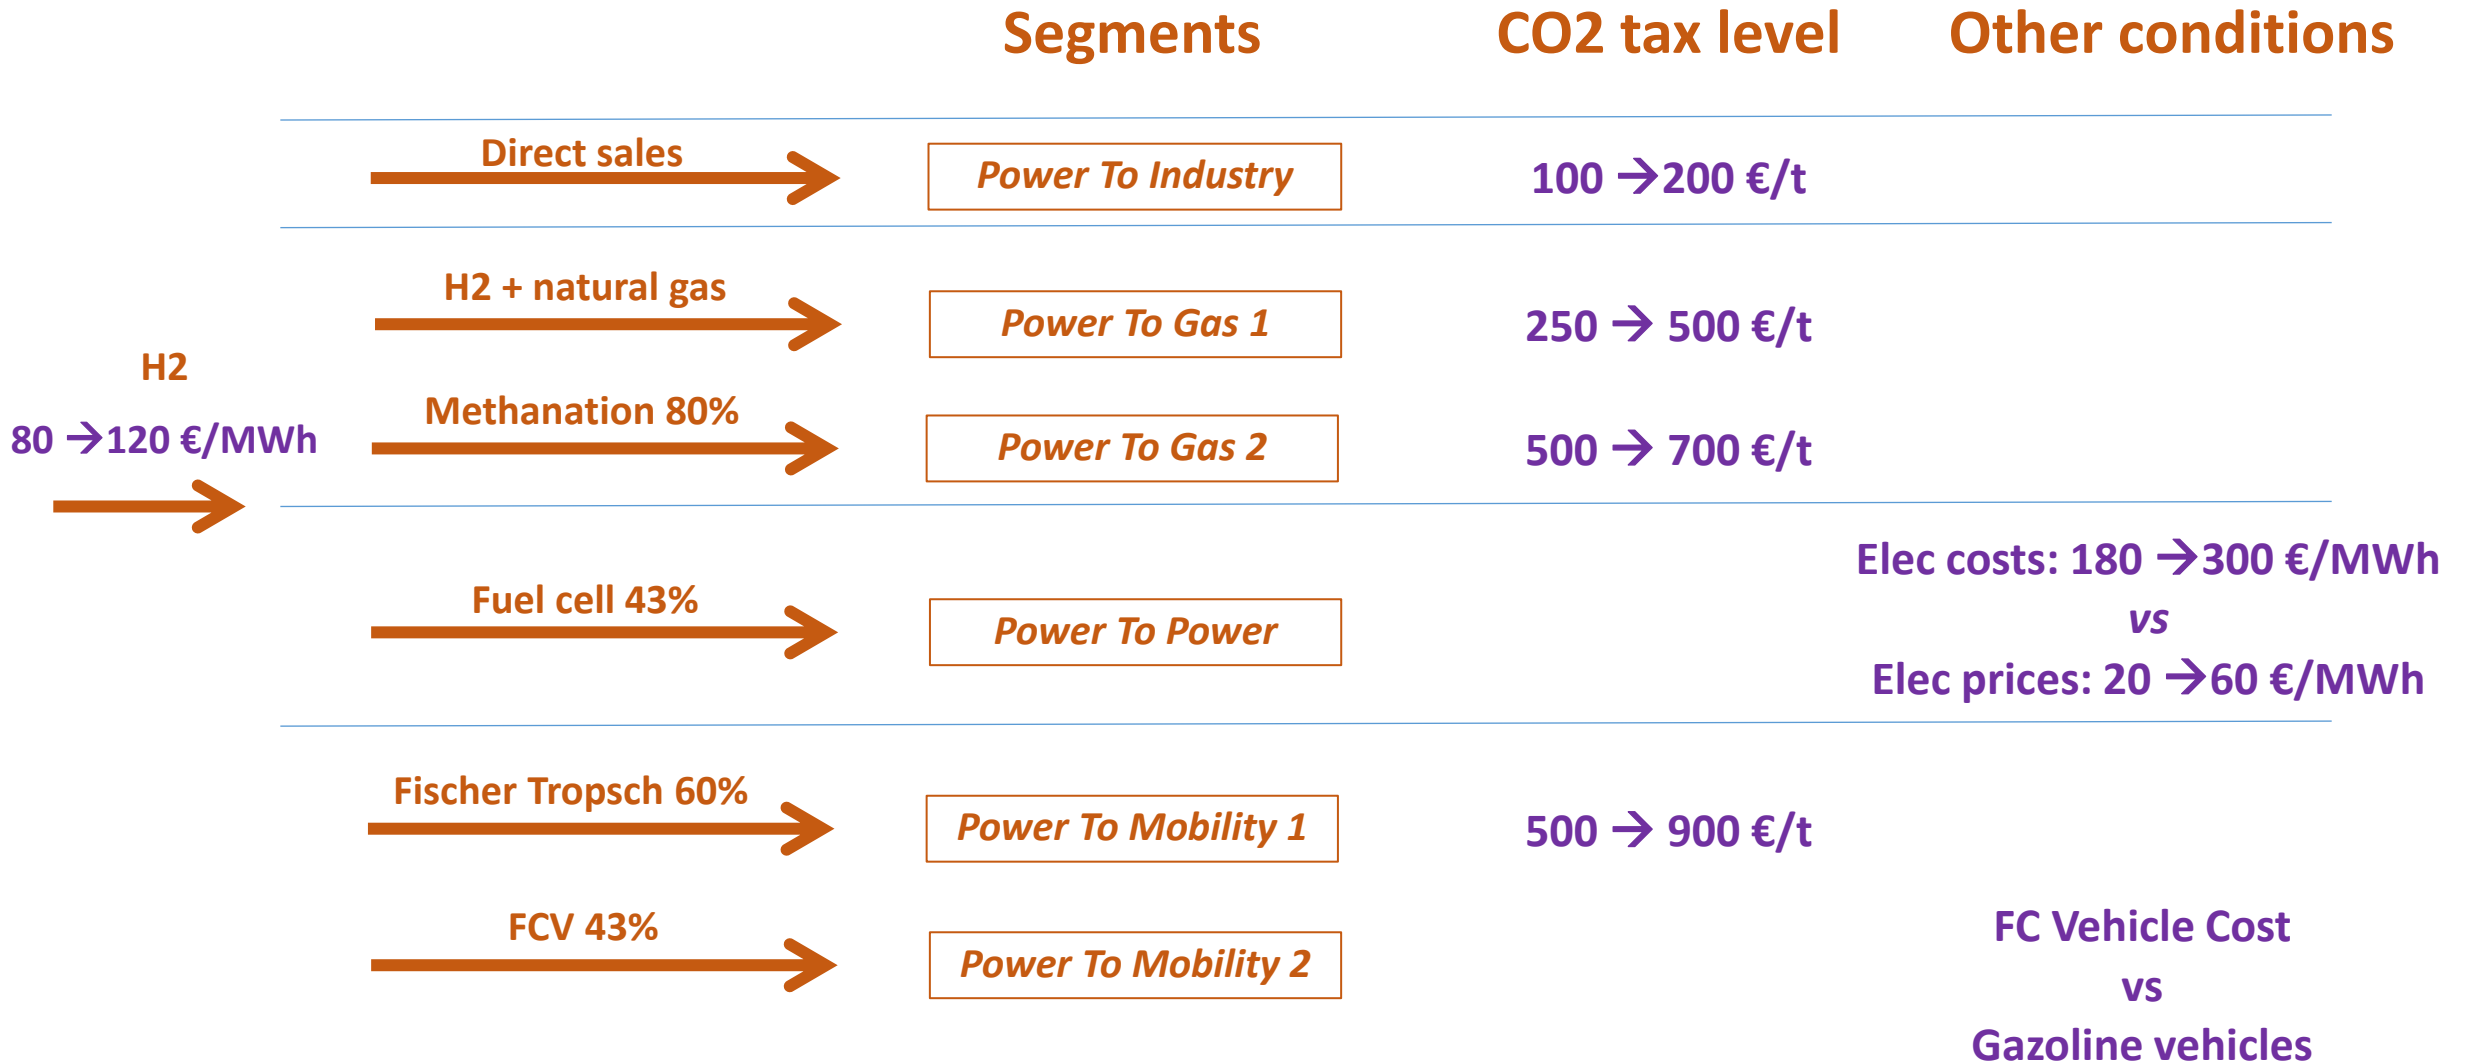 Segments
CO2 tax level
Other conditions
Direct sales
Power To Industry
100 →200 €/t
H2 + natural gas
Power To Gas 1
250 → 500 €/t
H2
80 →120 €/MWh
Methanation 80%
Power To Gas 2
500 → 700 €/t
Fuel cell 43%
Power To Power
Elec costs: 180 →300 €/MWh
vs
Elec prices: 20 →60 €/MWh
Fischer Tropsch 60%
Power To Mobility 1
500 → 900 €/t
FCV 43%
Power To Mobility 2
FC Vehicle Cost
vs
Gazoline vehicles